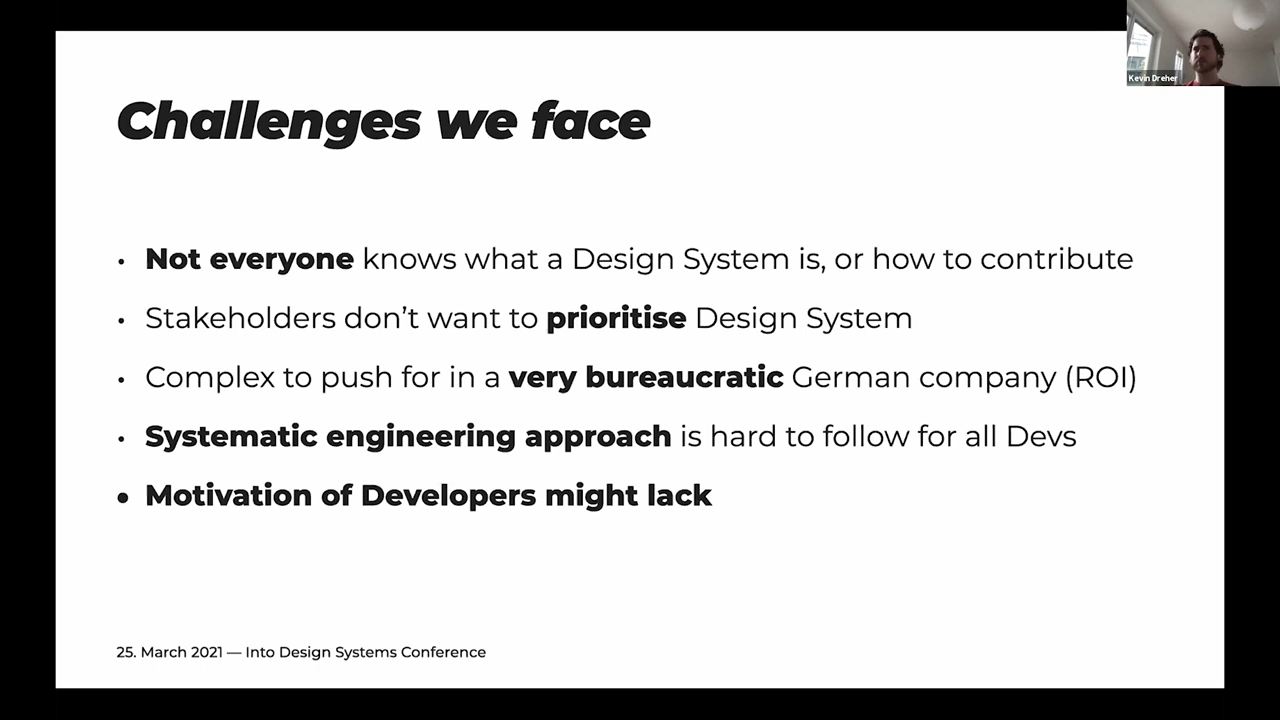 Kevin Dreher
Challenges we face
• Not everyone knows what a Design System is, or how to contribute
• Stakeholders don’t want to prioritise Design System
• Complex to push for in a very bureaucratic German company (ROI)
• Systematic engineering approach is hard to follow for all Devs
• Motivation of Developers might lack
25. March 2021 — Into Design Systems Conference